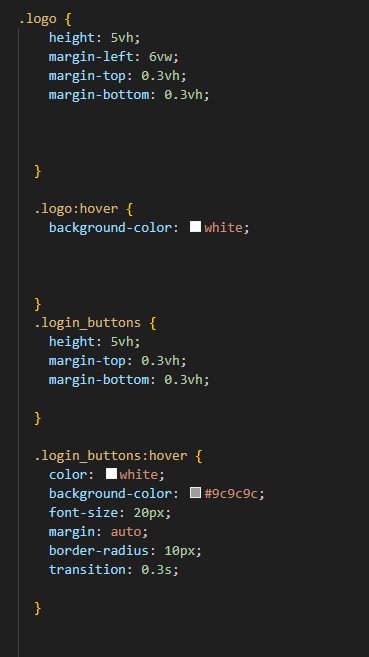 .logo {
height: 5vh;
margin-left: 6vw;
margin-top: 0.3vh;
margin-bottom: 0.3vh;
}
.logo:hover {
background-color: white;
}
.login_buttons {
height: 5vh;
margin-top: 0.3vh;
margin-bottom: 0.3vh;
}
.login_buttons:hover {
color: white;
background-color: #9c9c9c;
font-size: 20px;
margin: auto;
border-radius: 10px;
transition: 0.3s;
}